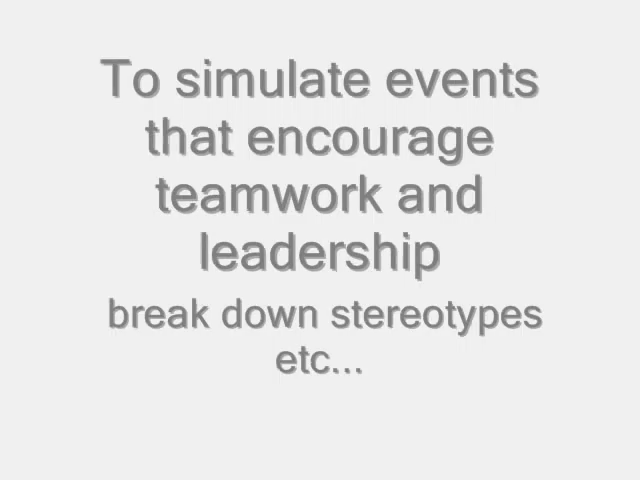 To simulate events
that encourage
teamwork and
leadership
break down stereotypes
etc...